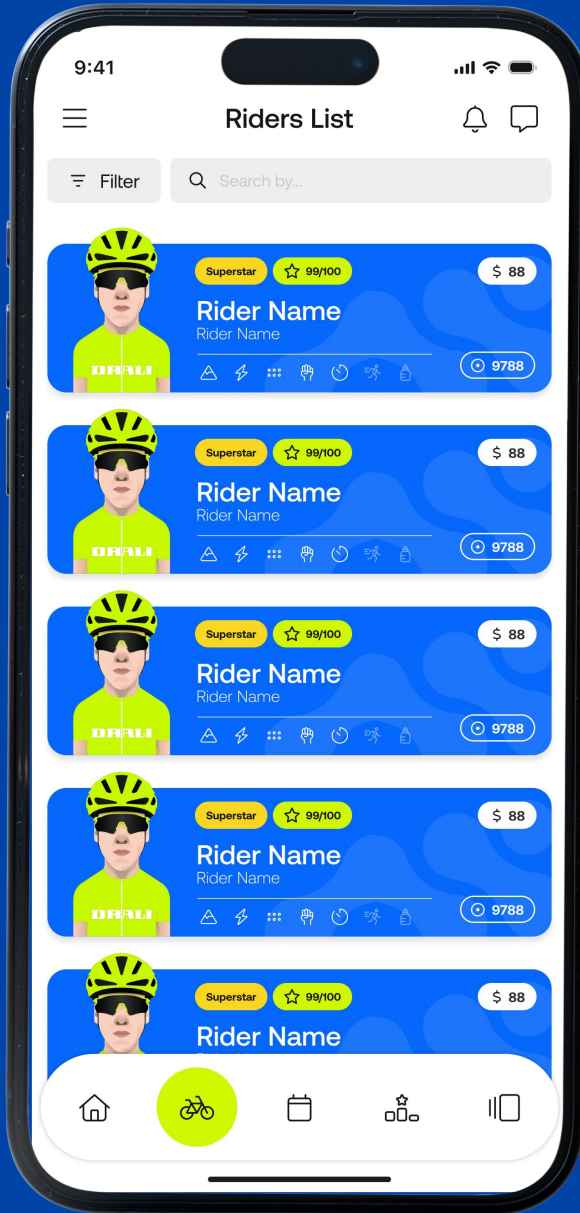 9:41
Riders List
Filter
Search by...
Superstar 99/100 $ 88
Rider Name
Rider Name
DRALI
9788
Superstar 99/100 $ 88
Rider Name
Rider Name
DRALI
9788
Superstar 99/100 $ 88
Rider Name
Rider Name
DRALI
9788
Superstar 99/100 $ 88
Rider Name
Rider Name
DRALI
9788
Superstar 99/100 $ 88
Rider Name